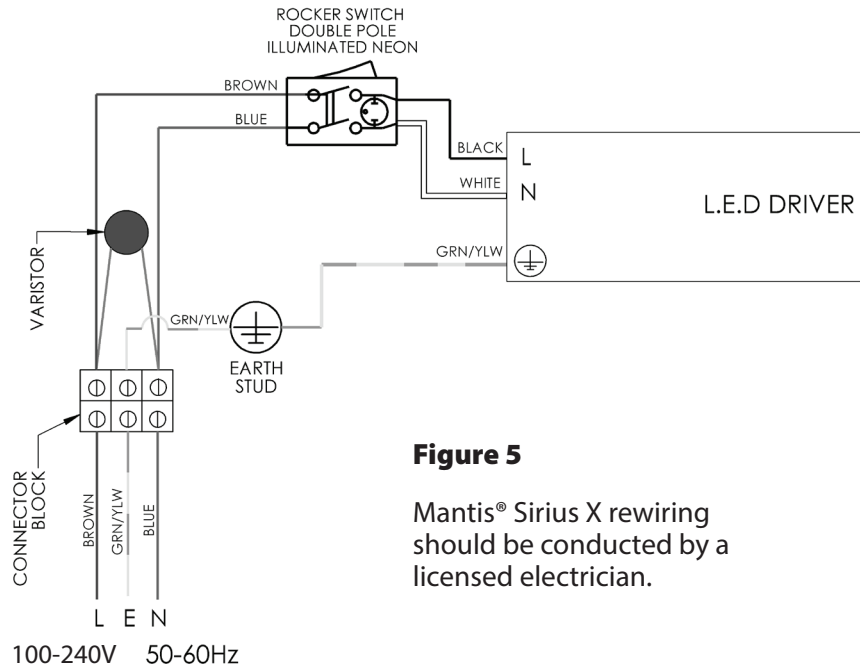 ROCKER SWITCH
DOUBLE POLE
ILLUMINATED NEON
BROWN
BLUE
BLACK
L
WHITE
N
L.E.D DRIVER
GRN/YLW
VARISTOR
GRN/YLW
EARTH
STUD
CONNECTOR
BLOCK
BROWN
GRN/YLW
BLUE
L E N
100-240V 50-60Hz
Figure 5
Mantis® Sirius X rewiring
should be conducted by a
licensed electrician.